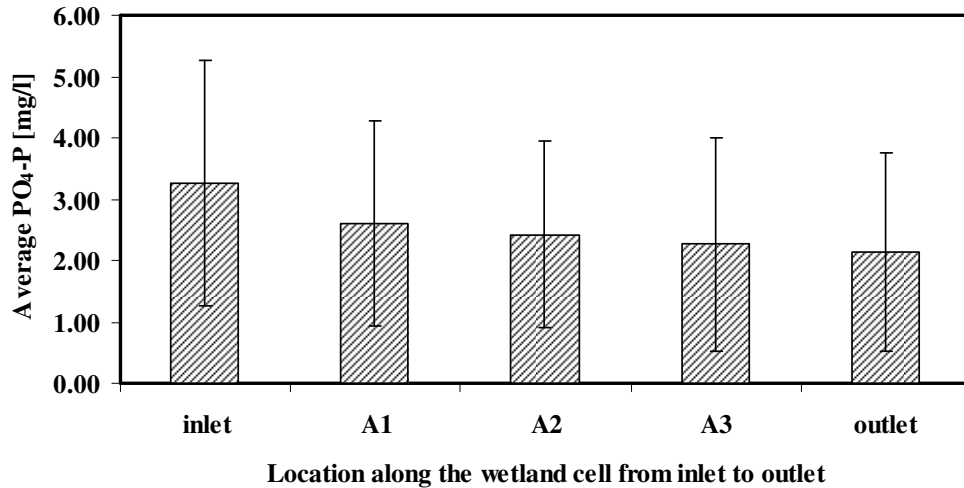 6.00
5.00
4.00
3.00
2.00
1.00
0.00
Average PO₄-P [mg/l]
inlet A1 A2 A3 outlet
Location along the wetland cell from inlet to outlet